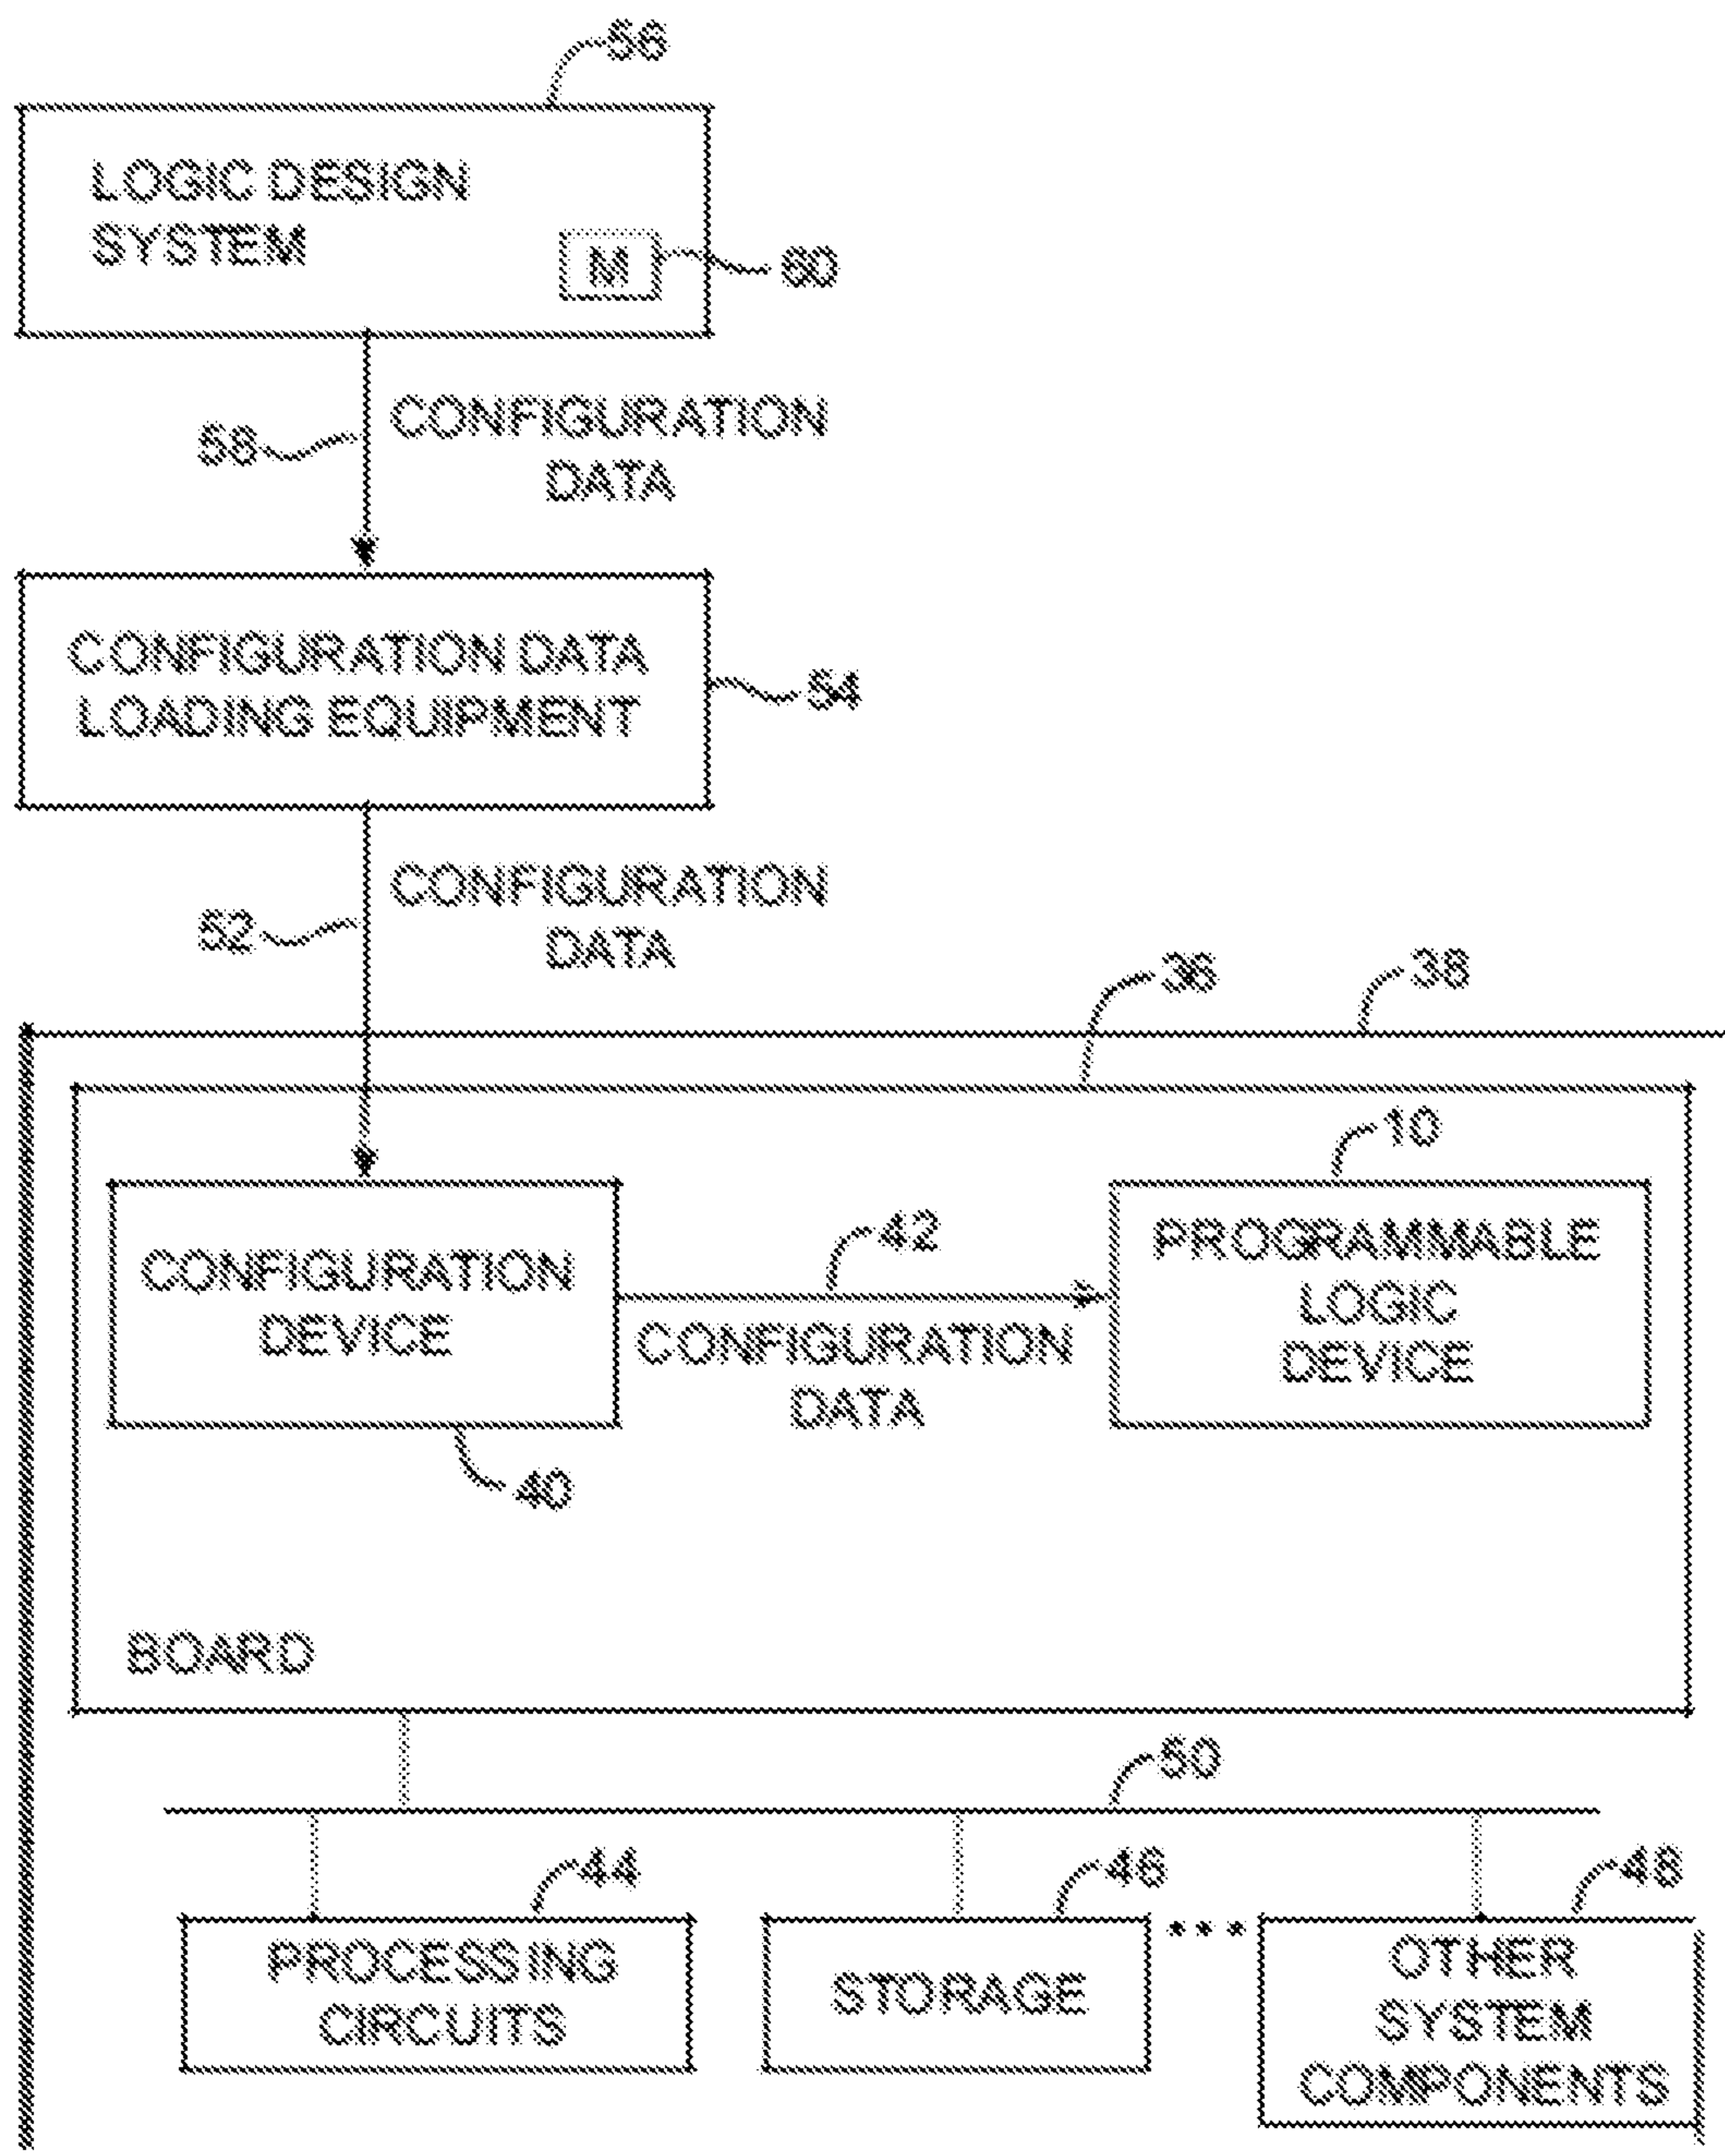 56
LOGIC DESIGN
SYSTEM
M
60
58
CONFIGURATION
DATA
CONFIGURATION DATA
LOADING EQUIPMENT
54
52
CONFIGURATION
DATA
36
38
10
CONFIGURATION
DEVICE
42
CONFIGURATION
DATA
PROGRAMMABLE
LOGIC
DEVICE
40
BOARD
50
44
46
48
PROCESSING
CIRCUITS
STORAGE
...
OTHER
SYSTEM
COMPONENTS